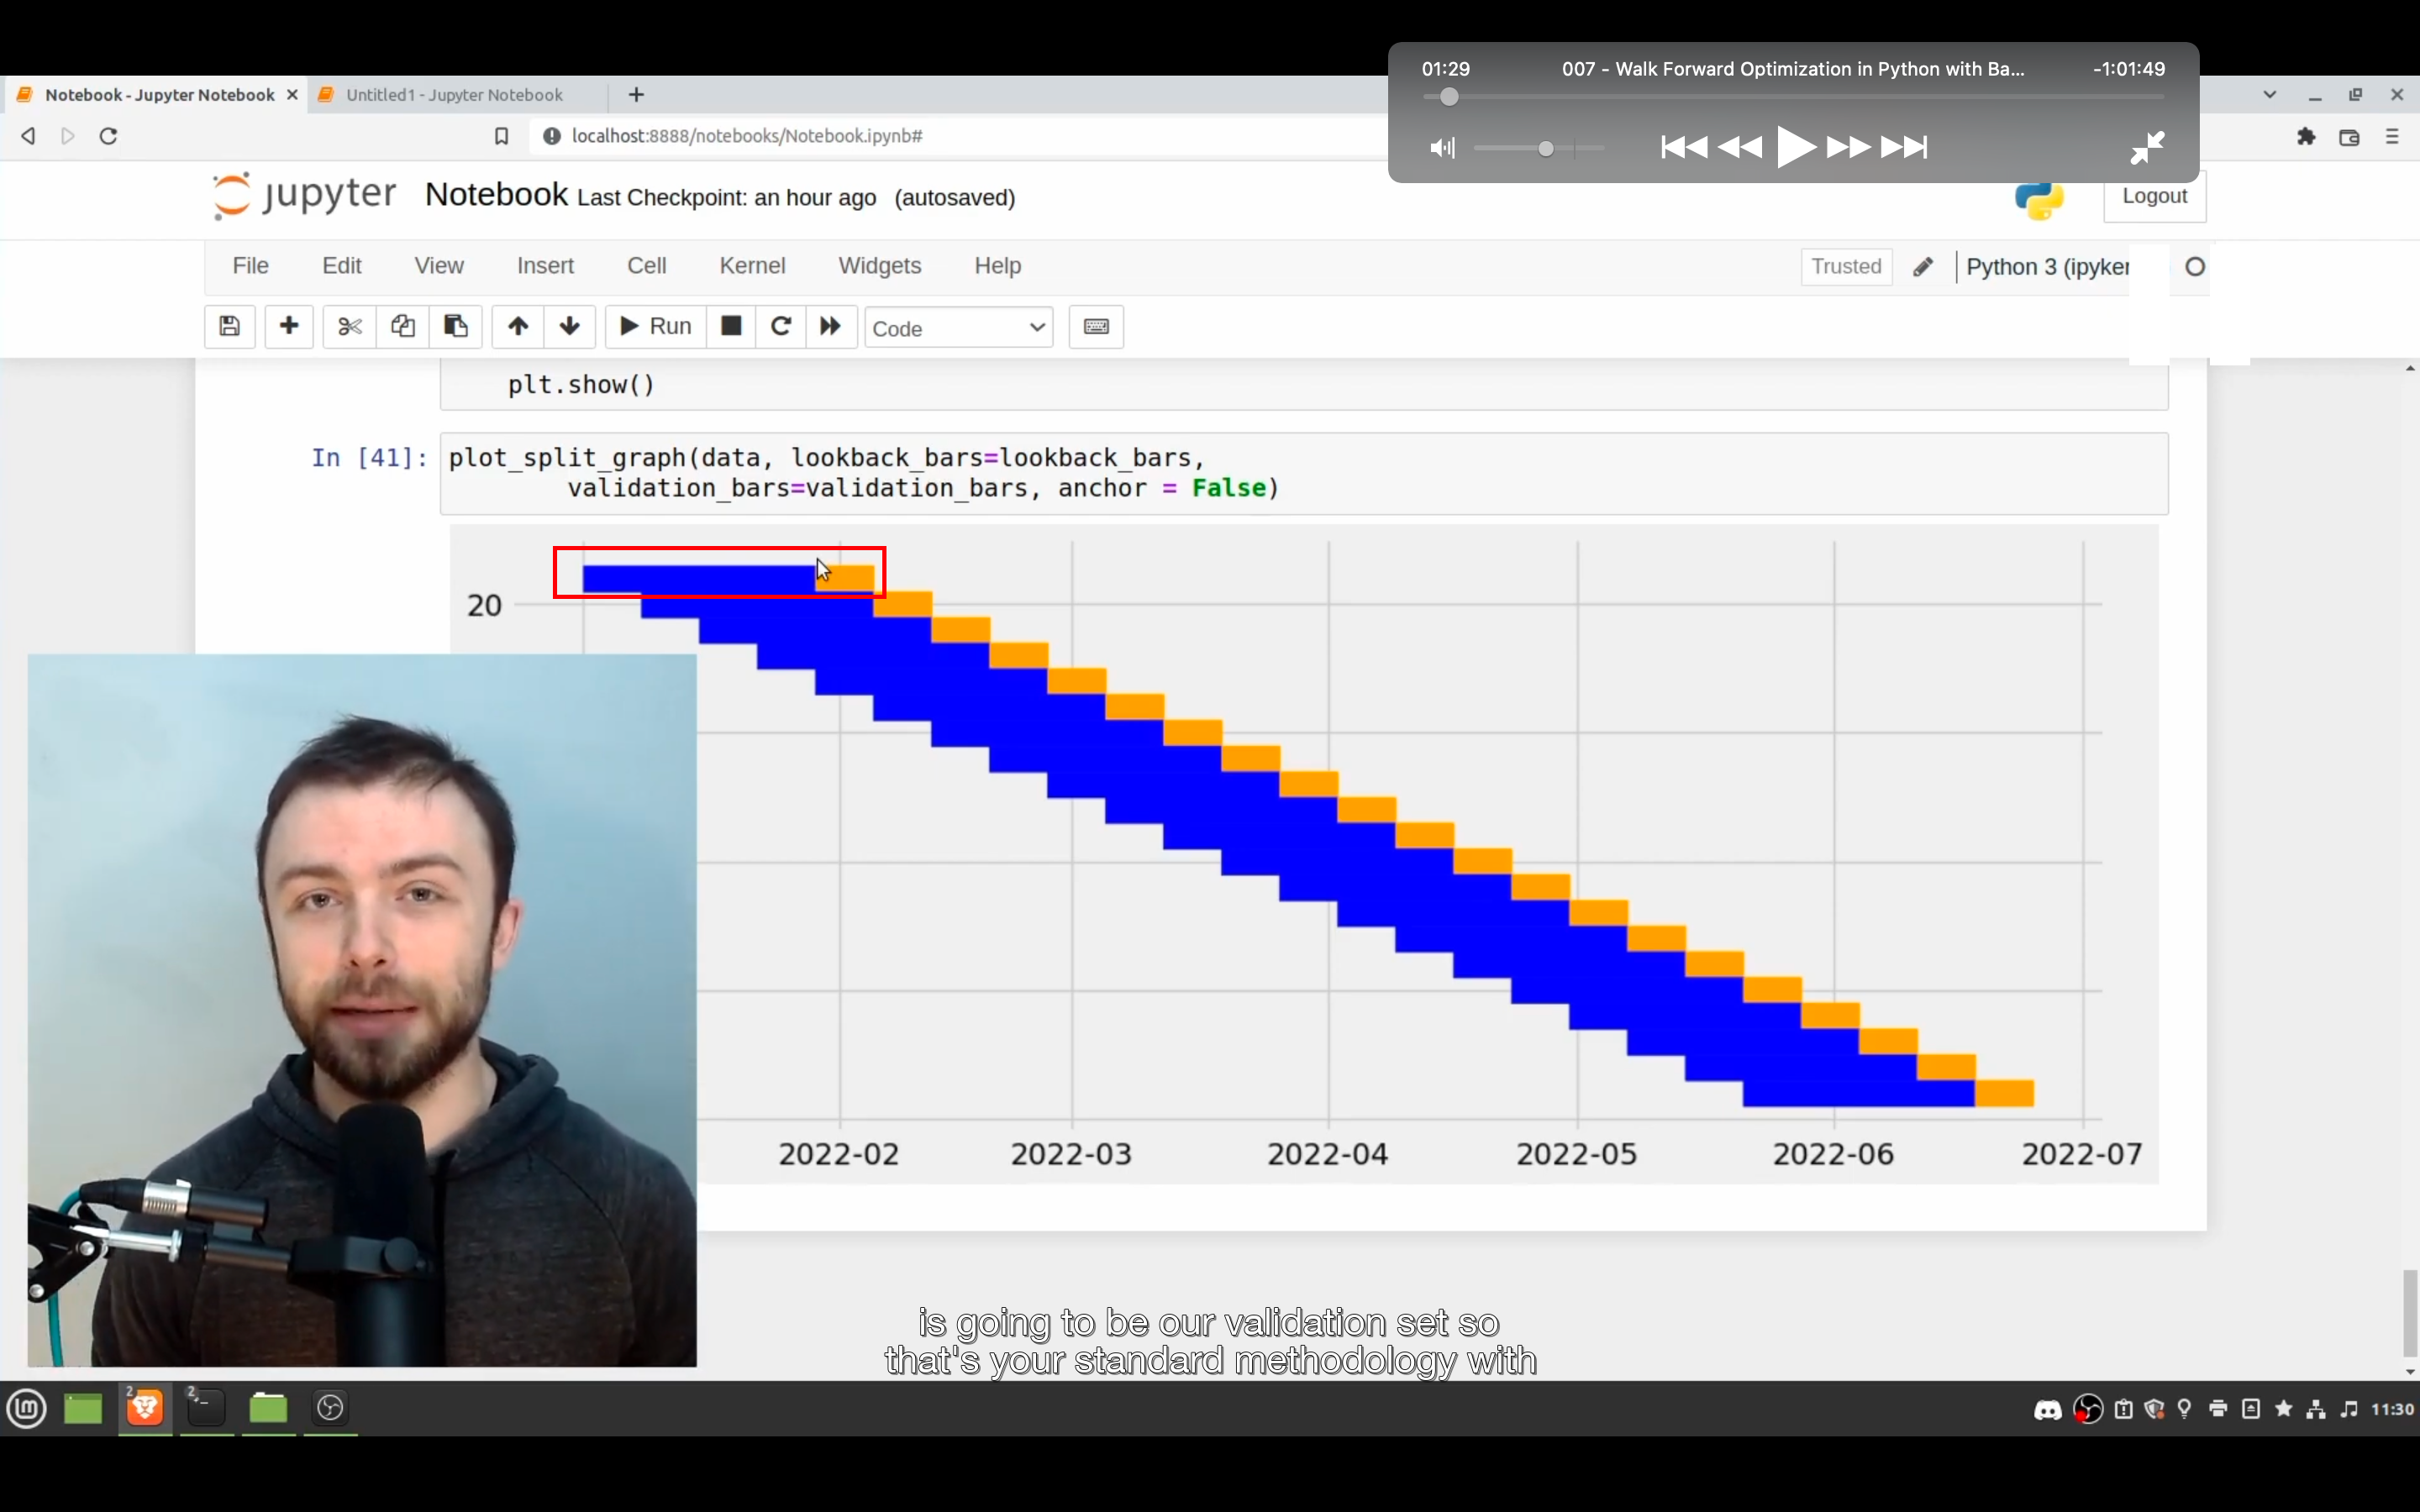 01:29 007 - Walk Forward Optimization in Python with Ba... -1:01:49
Notebook - Jupyter Notebook Untitled1 - Jupyter Notebook
localhost:8888/notebooks/Notebook.ipynb#
jupyter Notebook Last Checkpoint: an hour ago (autosaved)
Logout
File Edit View Insert Cell Kernel Widgets Help
Trusted Python 3 (ipyker
Run Code
plt.show()
In [41]: plot_split_graph(data, lookback_bars=lookback_bars,
validation_bars=validation_bars, anchor = False)
20
2022-02 2022-03 2022-04 2022-05 2022-06 2022-07
is going to be our validation set so
that's your standard methodology with
2 2 11:30